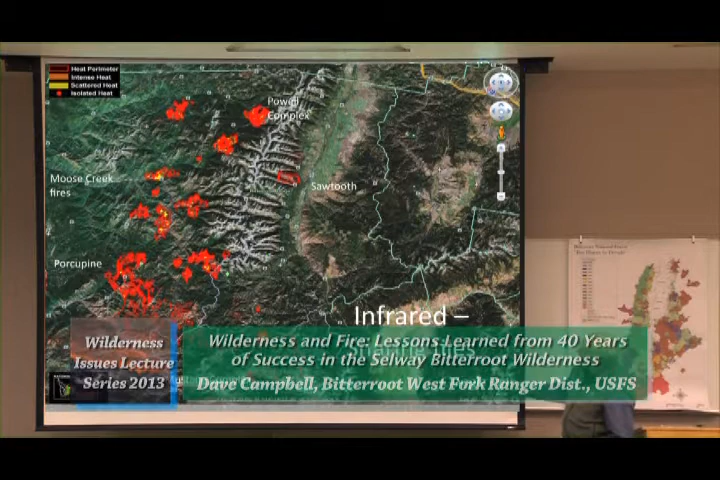 Heat Perimeter
Intense Heat
Scattered Heat
Isolated Heat
Powell
Complex
Moose Creek
fires
Sawtooth
Porcupine
Infrared –
Wilderness
Issues Lecture
Series 2013
Wilderness and Fire: Lessons Learned from 40 Years
of Success in the Selway Bitterroot Wilderness
Dave Campbell, Bitterroot West Fork Ranger Dist., USFS